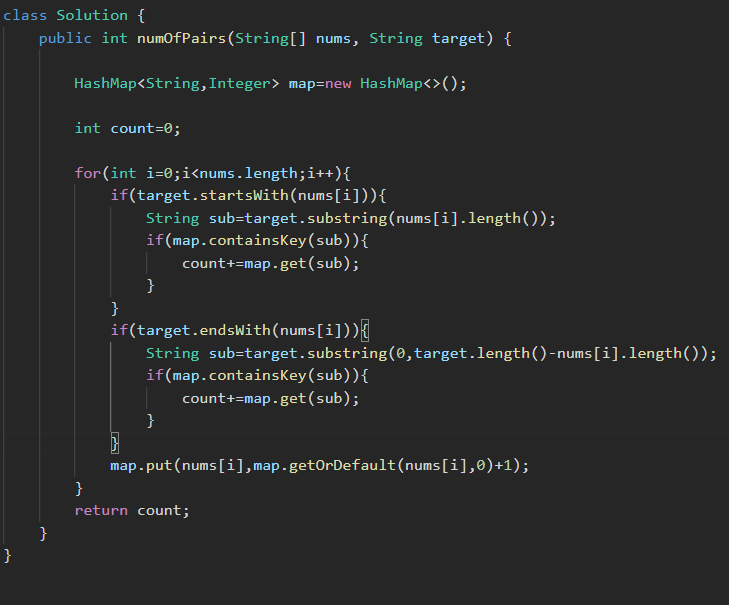 class Solution {
    public int numOfPairs(String[] nums, String target) {
        HashMap<String,Integer> map=new HashMap<>();
        int count=0;
        for(int i=0;i<nums.length;i++){
            if(target.startsWith(nums[i])){
                String sub=target.substring(nums[i].length());
                if(map.containsKey(sub)){
                    count+=map.get(sub);
                }
            }
            if(target.endsWith(nums[i])){
                String sub=target.substring(0,target.length()-nums[i].length());
                if(map.containsKey(sub)){
                    count+=map.get(sub);
                }
            }
            map.put(nums[i],map.getOrDefault(nums[i],0)+1);
        }
        return count;
    }
}